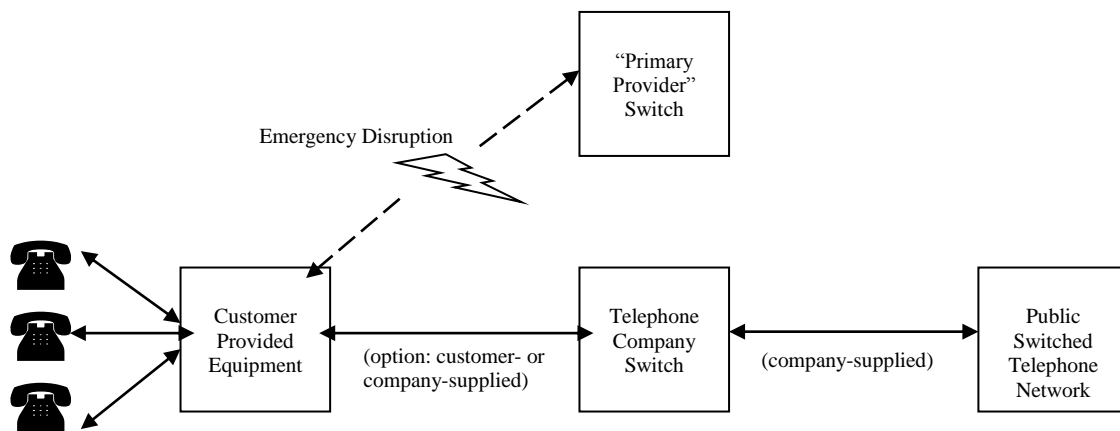 “Primary
Provider”
Switch
Emergency Disruption
Customer
Provided
Equipment
(option: customer- or
company-supplied)
Telephone
Company
Switch
(company-supplied)
Public
Switched
Telephone
Network